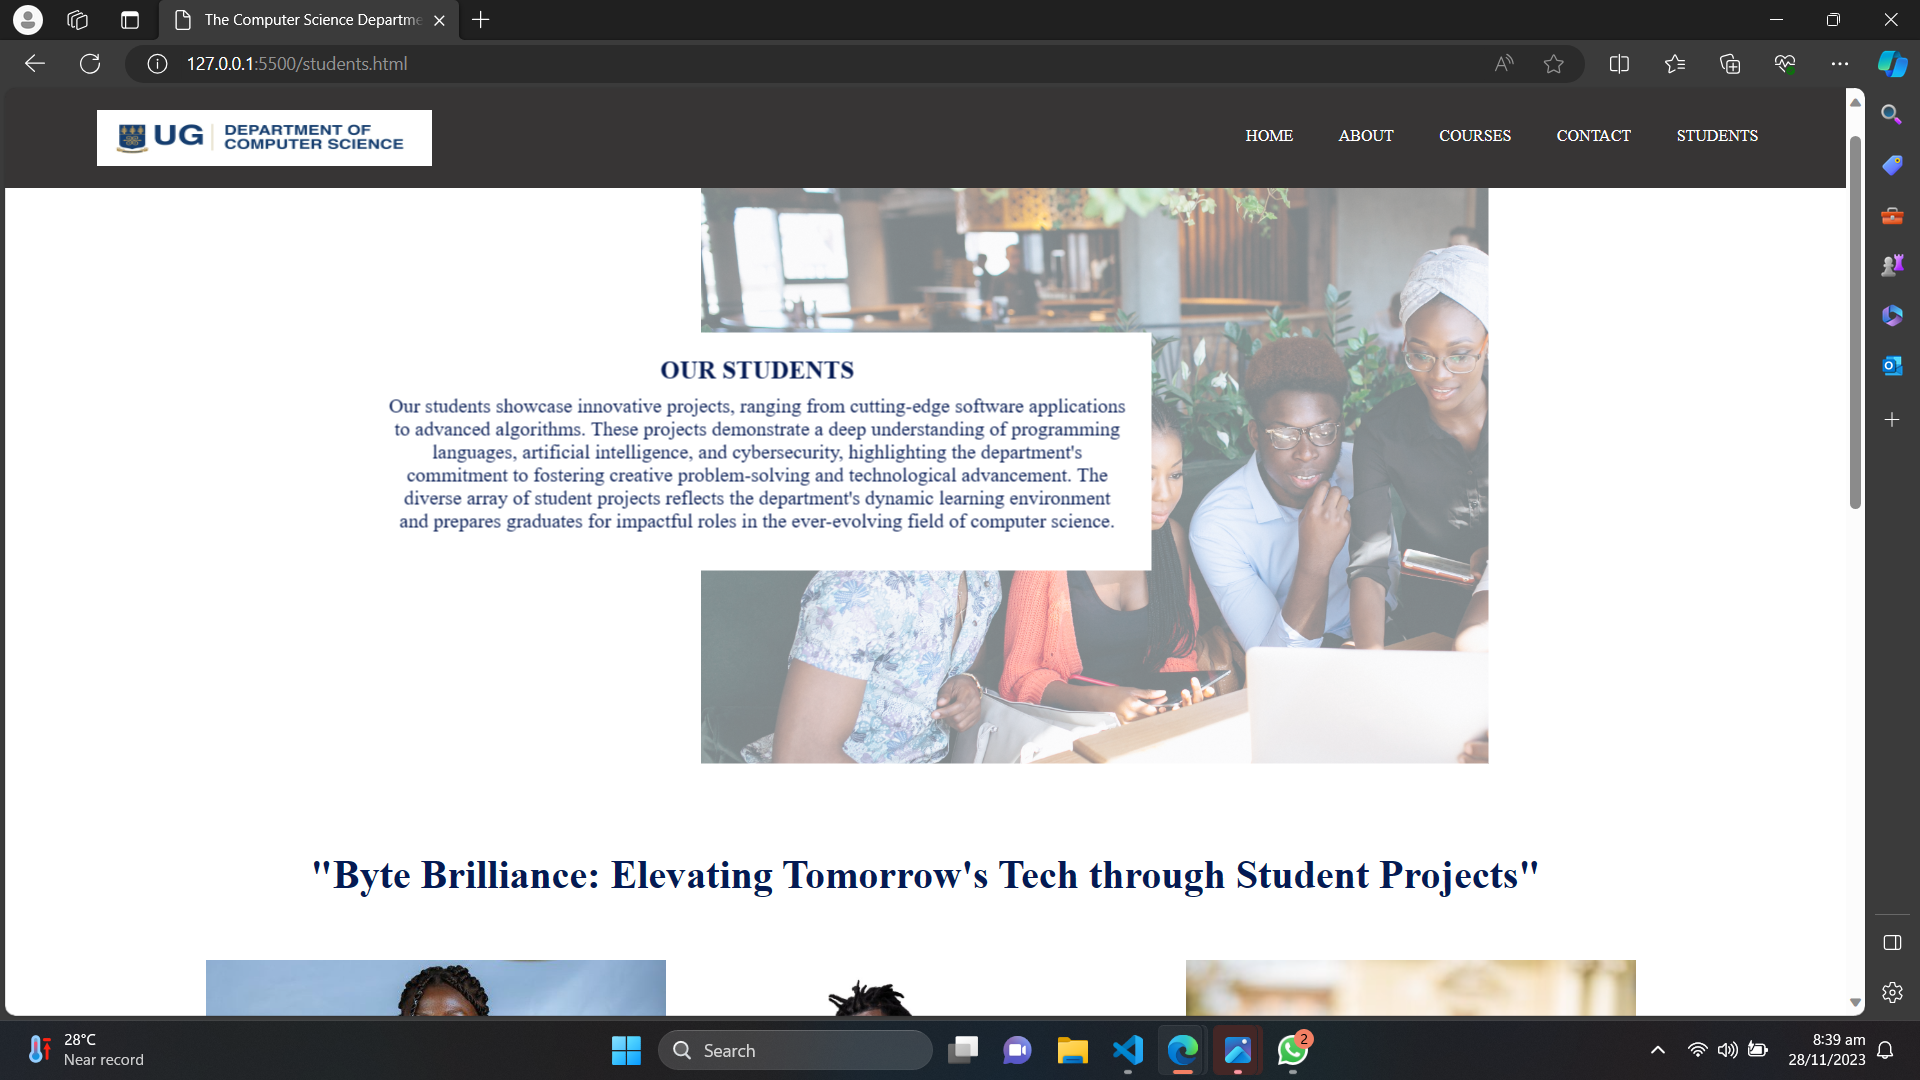 The Computer Science Departme
127.0.0.1:5500/students.html
UG
DEPARTMENT OF
COMPUTER SCIENCE
HOME
ABOUT
COURSES
CONTACT
STUDENTS
OUR STUDENTS
Our students showcase innovative projects, ranging from cutting-edge software applications
to advanced algorithms. These projects demonstrate a deep understanding of programming
languages, artificial intelligence, and cybersecurity, highlighting the department's
commitment to fostering creative problem-solving and technological advancement. The
diverse array of student projects reflects the department's dynamic learning environment
and prepares graduates for impactful roles in the ever-evolving field of computer science.
"Byte Brilliance: Elevating Tomorrow's Tech through Student Projects"
28°C
Near record
Search
2
8:39 am
28/11/2023